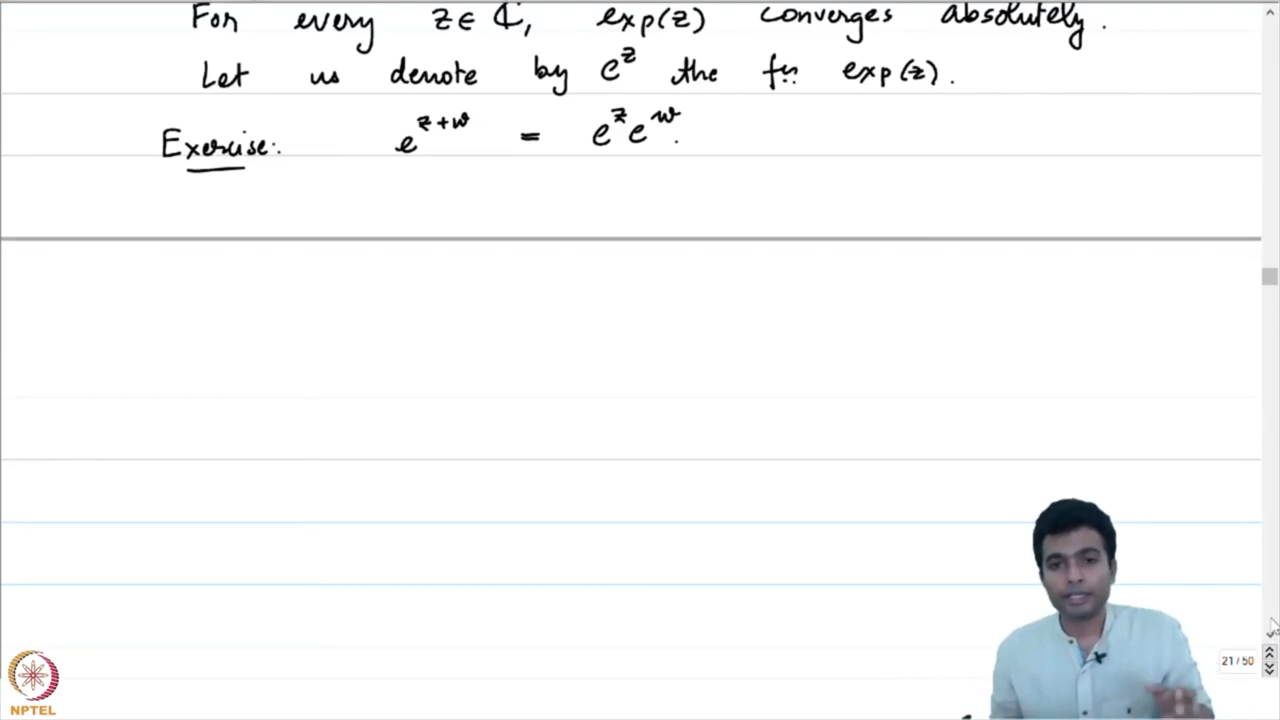 For every z ∈ ℂ, exp(z) converges absolutely.
Let us denote by e^z the fn. exp(z).
Exercise: e^{z+w} = e^z e^w.
21 / 50
NPTEL